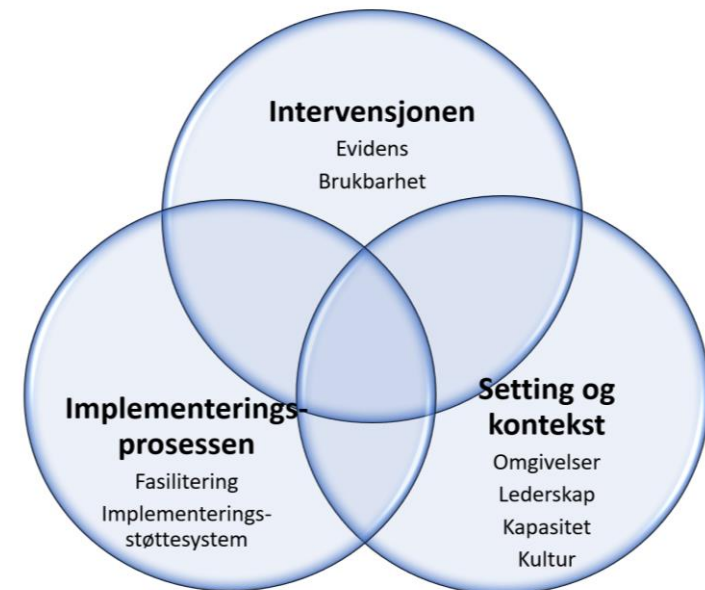 Intervensjonen
Evidens
Brukbarhet
Implementerings-
prosessen
Fasilitering
Implementerings-
støttesystem
Setting og
kontekst
Omgivelser
Lederskap
Kapasitet
Kultur